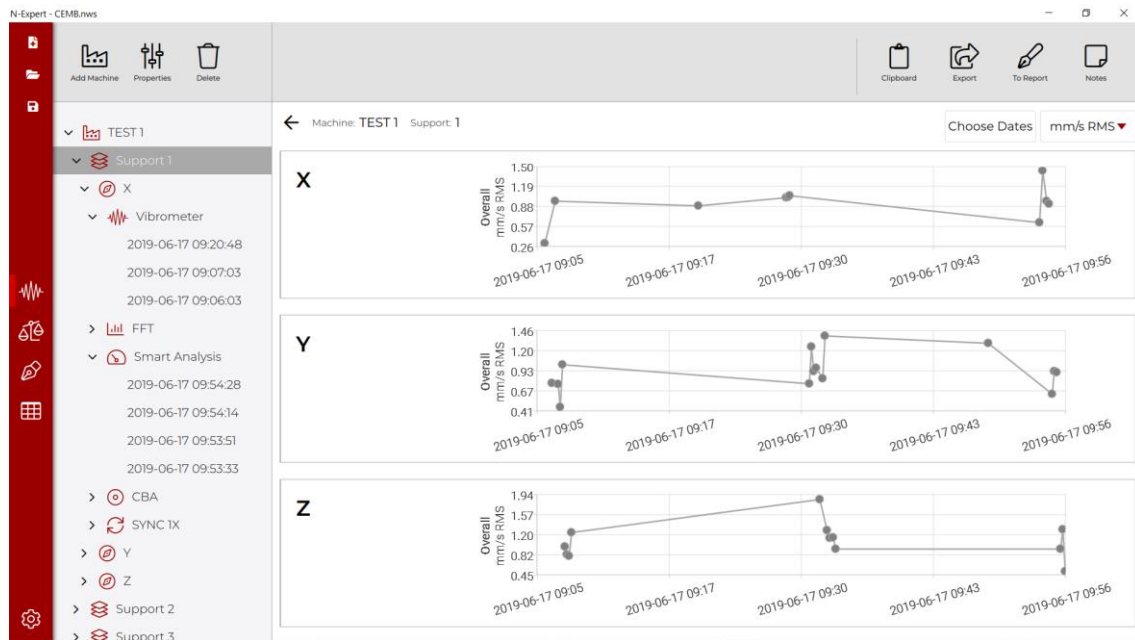 N-Expert - CEMB.nws
Add Machine
Properties
Delete
Clipboard
Export
To Report
Notes
TEST 1
Support 1
X
Vibrometer
2019-06-17 09:20:48
2019-06-17 09:07:03
2019-06-17 09:06:03
FFT
Smart Analysis
2019-06-17 09:54:28
2019-06-17 09:54:14
2019-06-17 09:53:51
2019-06-17 09:53:33
CBA
SYNC 1X
Y
Z
Support 2
Support 3
Machine: TEST 1 Support: 1
Choose Dates
mm/s RMS
X
Overall
mm/s RMS
1.50
1.19
0.88
0.57
0.26
2019-06-17 09:05
2019-06-17 09:17
2019-06-17 09:30
2019-06-17 09:43
2019-06-17 09:56
Y
Overall
mm/s RMS
1.46
1.20
0.93
0.67
0.41
2019-06-17 09:05
2019-06-17 09:17
2019-06-17 09:30
2019-06-17 09:43
2019-06-17 09:56
Z
Overall
mm/s RMS
1.94
1.57
1.20
0.82
0.45
2019-06-17 09:05
2019-06-17 09:17
2019-06-17 09:30
2019-06-17 09:43
2019-06-17 09:56